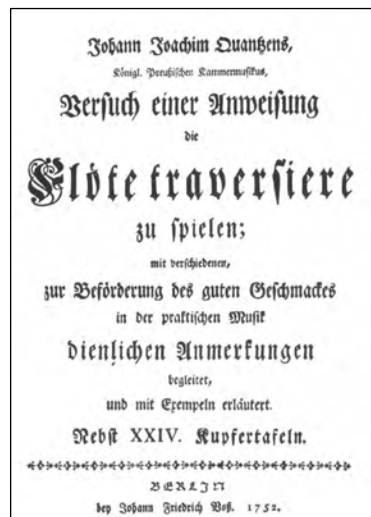 Johann Joachim Quantzens,
Königl. Preußischen Kammermusikus,
Versuch einer Anweisung
die
Flöte traversiere
zu spielen;
mit verschiedenen,
zur Beförderung des guten Geschmackes
in der praktischen Musik
dienlichen Anmerkungen
begleitet,
und mit Exempeln erläutert.
Nebst XXIV. Kupfertafeln.
BERLIN
bey Johann Friedrich Voß. 1752.